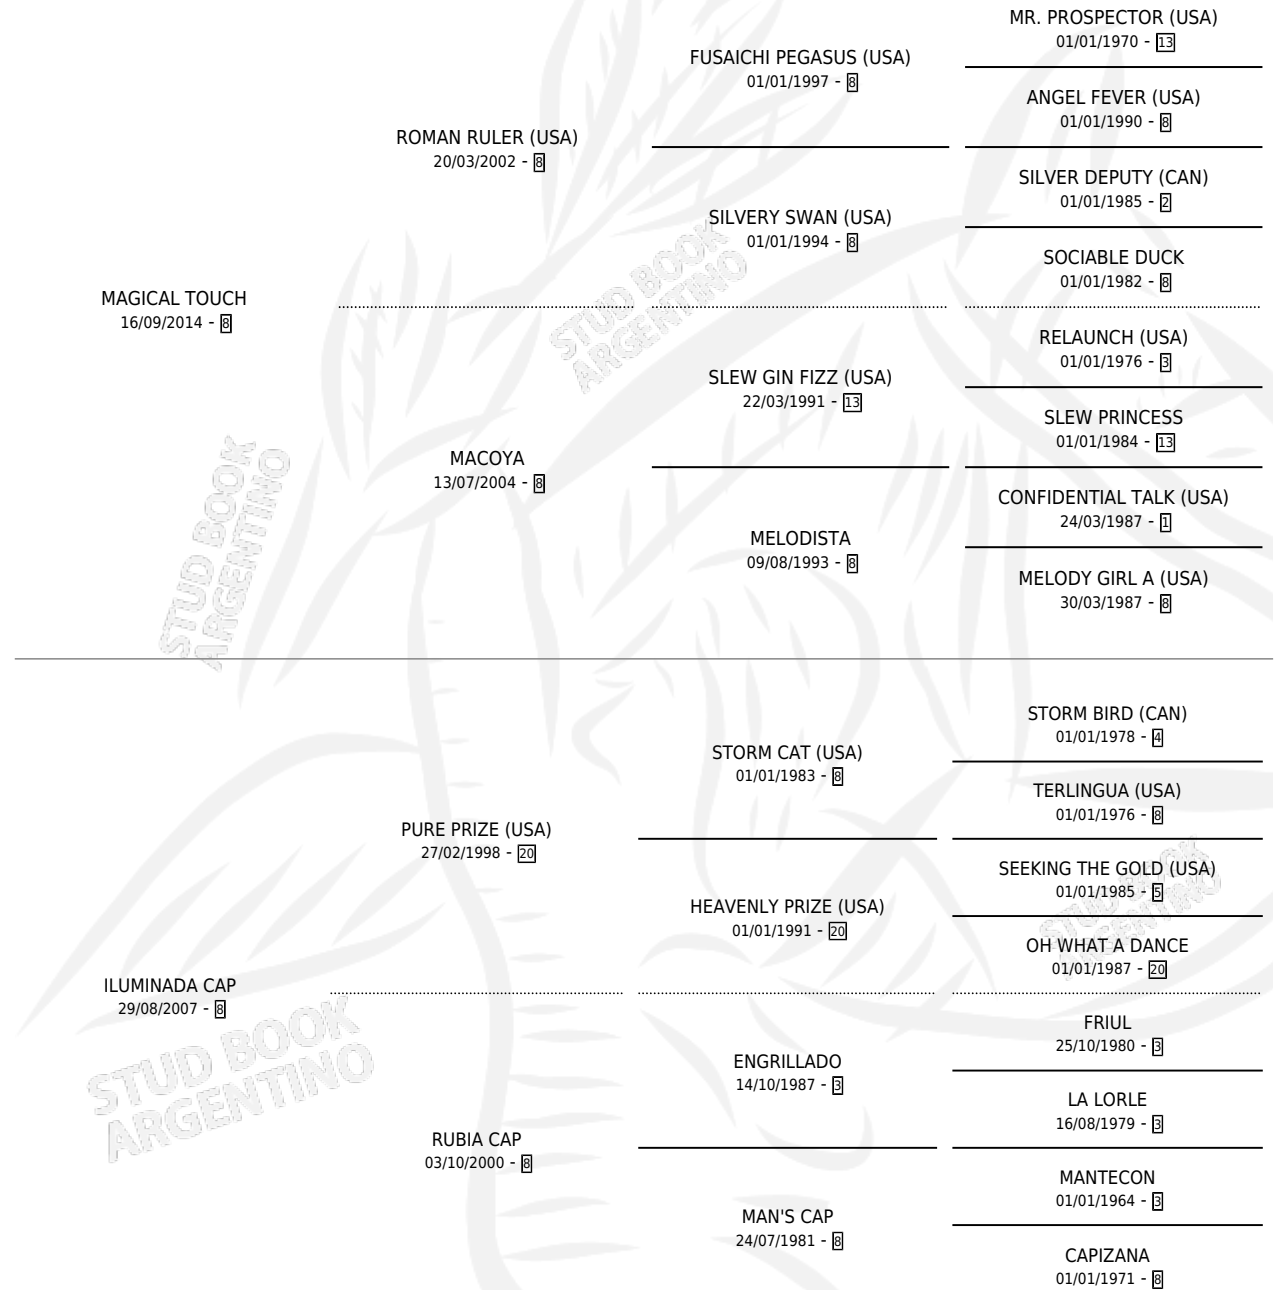 MR. PROSPECTOR (USA)
01/01/1970 - 13
FUSAICHI PEGASUS (USA)
01/01/1997 - 8
ANGEL FEVER (USA)
01/01/1990 - 8
ROMAN RULER (USA)
20/03/2002 - 8
SILVER DEPUTY (CAN)
01/01/1985 - 2
SILVERY SWAN (USA)
01/01/1994 - 8
SOCIABLE DUCK
01/01/1982 - 8
STUD BOOK
ARGENTINO
MAGICAL TOUCH
16/09/2014 - 8
RELAUNCH (USA)
01/01/1976 - 3
SLEW GIN FIZZ (USA)
22/03/1991 - 13
SLEW PRINCESS
01/01/1984 - 13
MACOYA
13/07/2004 - 8
CONFIDENTIAL TALK (USA)
24/03/1987 - 1
MELODISTA
09/08/1993 - 8
MELODY GIRL A (USA)
30/03/1987 - 8
STUD BOOK
ARGENTINO
STORM BIRD (CAN)
01/01/1978 - 4
STORM CAT (USA)
01/01/1983 - 8
TERLINGUA (USA)
01/01/1976 - 8
PURE PRIZE (USA)
27/02/1998 - 20
SEEKING THE GOLD (USA)
01/01/1985 - 5
HEAVENLY PRIZE (USA)
01/01/1991 - 20
OH WHAT A DANCE
01/01/1987 - 20
STUD BOOK
ARGENTINO
ILUMINADA CAP
29/08/2007 - 8
FRIUL
25/10/1980 - 3
ENGRILLADO
14/10/1987 - 3
LA LORLE
16/08/1979 - 3
STUD BOOK
ARGENTINO
RUBIA CAP
03/10/2000 - 8
MANTECON
01/01/1964 - 3
MAN'S CAP
24/07/1981 - 8
CAPIZANA
01/01/1971 - 8